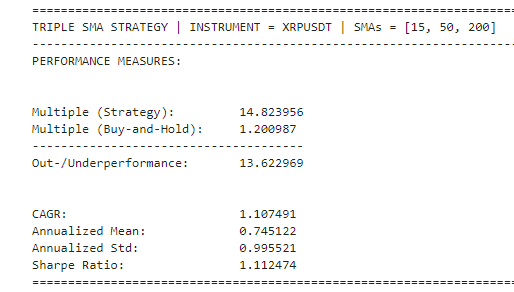 TRIPLE SMA STRATEGY | INSTRUMENT = XRPUSDT | SMAs = [15, 50, 200]
PERFORMANCE MEASURES:
Multiple (Strategy): 14.823956
Multiple (Buy-and-Hold): 1.200987
Out-/Underperformance: 13.622969
CAGR: 1.107491
Annualized Mean: 0.745122
Annualized Std: 0.995521
Sharpe Ratio: 1.112474